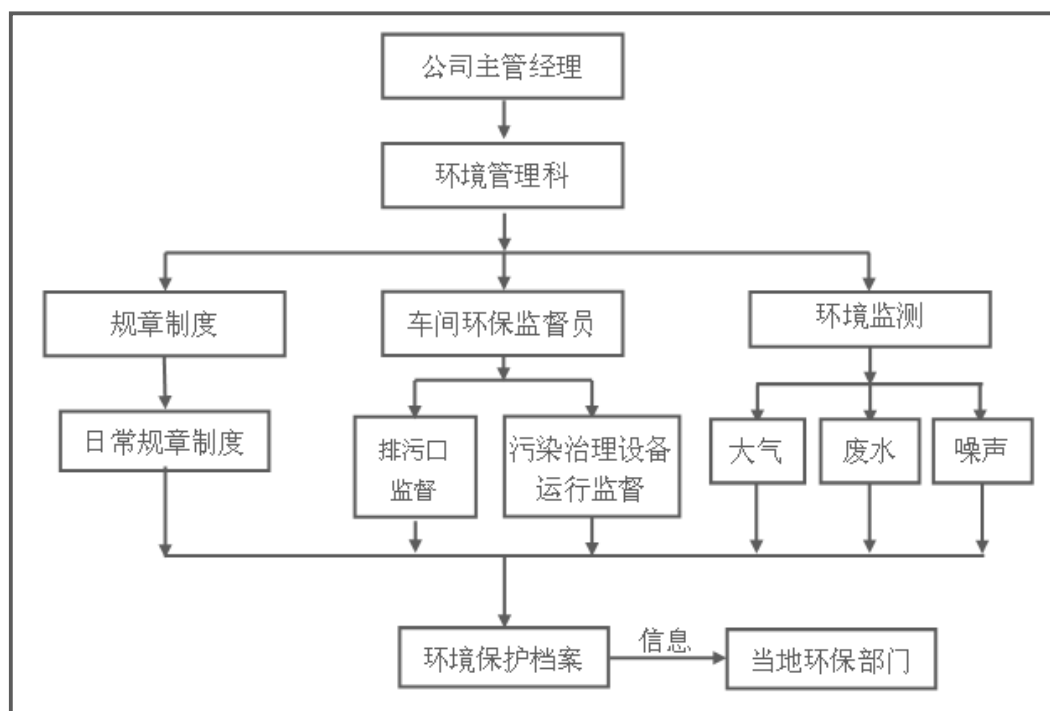 公司主管经理
环境管理科
规章制度
车间环保监督员
环境监测
日常规章制度
排污口
监督
污染治理设备
运行监督
大气
废水
噪声
环境保护档案
信息
当地环保部门